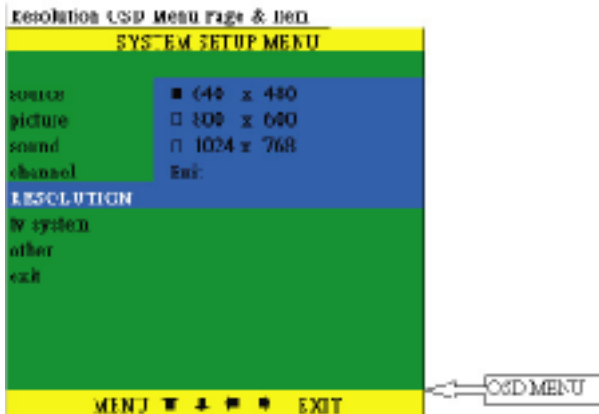 Resolution OSD Menu Page & Item
SYSTEM SETUP MENU
source
■ 640 x 480
picture
□ 800 x 600
sound
□ 1024 x 768
channel
Exit
RESOLUTION
tv system
other
exit
MENU EXIT
OSD MENU